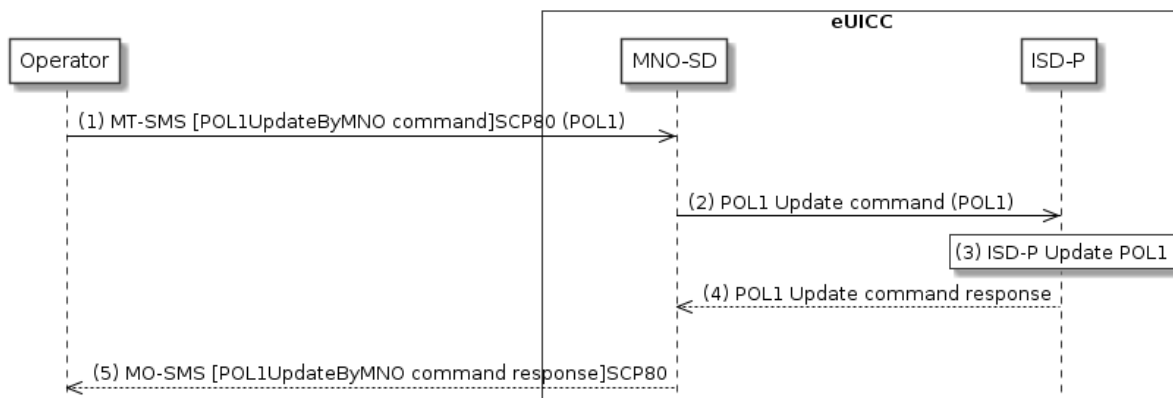 eUICC
Operator
MNO-SD
ISD-P
(1) MT-SMS [POL1UpdateByMNO command]SCP80 (POL1)
(2) POL1 Update command (POL1)
(3) ISD-P Update POL1
(4) POL1 Update command response
(5) MO-SMS [POL1UpdateByMNO command response]SCP80